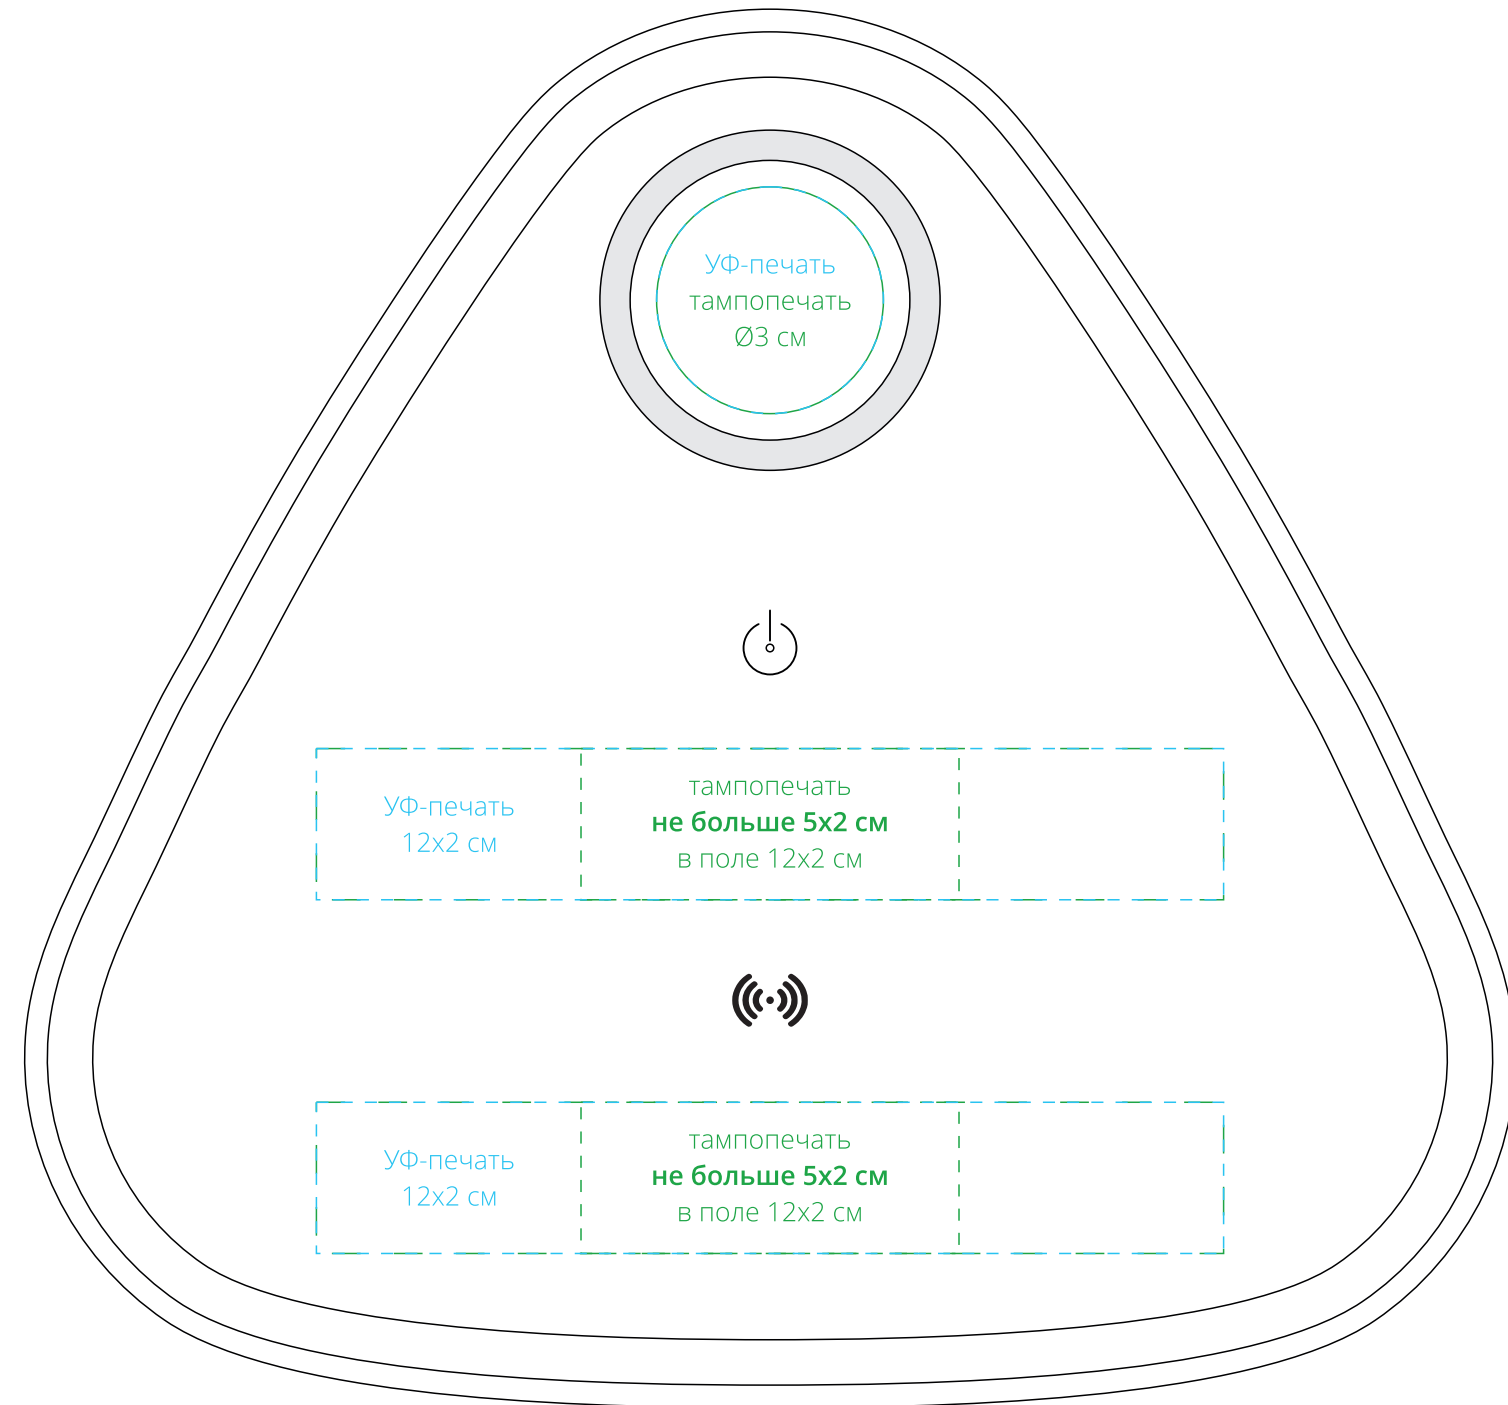 УФ-печать
тампопечать
Ø3 см
УФ-печать
12х2 см
тампопечать
не больше 5х2 см
в поле 12х2 см
УФ-печать
12х2 см
тампопечать
не больше 5х2 см
в поле 12х2 см